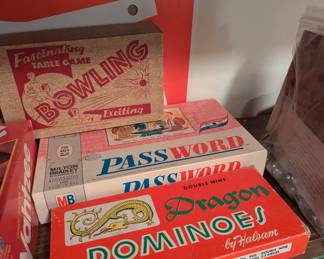 Fascinating
TABLE GAME
BOWLING
Exciting
MILTON
BRADLEY
PASSWORD
MB
PASSWORD
DOUBLE NINE
Dragon
DOMINOES
by Halsam